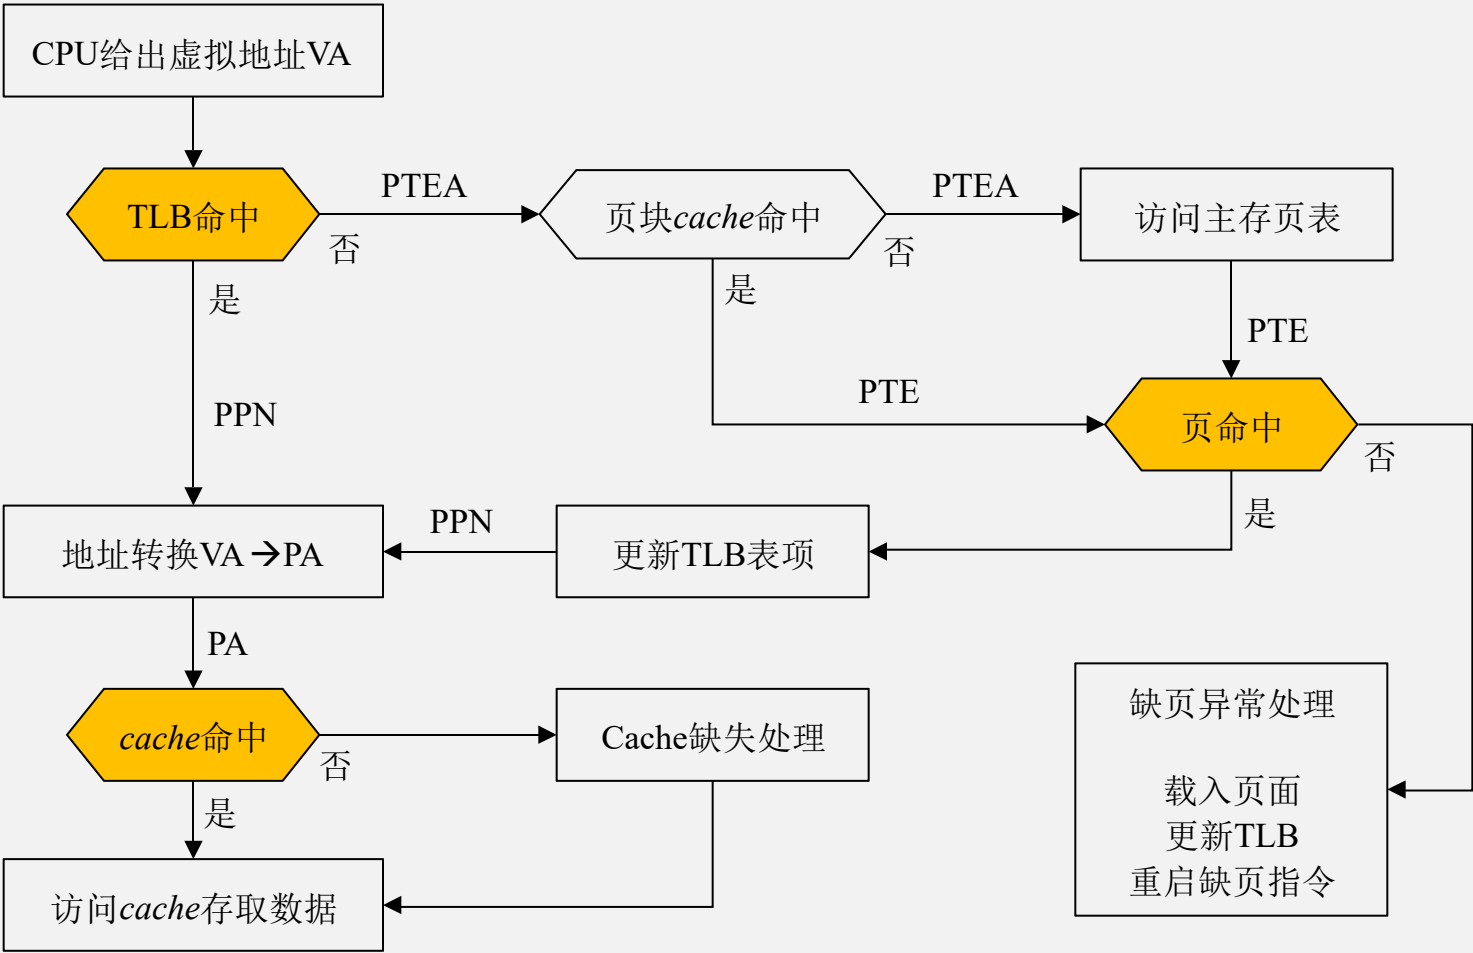 CPU给出虚拟地址VA
TLB命中
PTEA
否
页块cache命中
PTEA
否
访问主存页表
是
是
PTE
PPN
PTE
页命中
否
是
地址转换VA→PA
PPN
更新TLB表项
PA
cache命中
否
Cache缺失处理
是
访问cache存取数据
缺页异常处理
载入页面
更新TLB
重启缺页指令